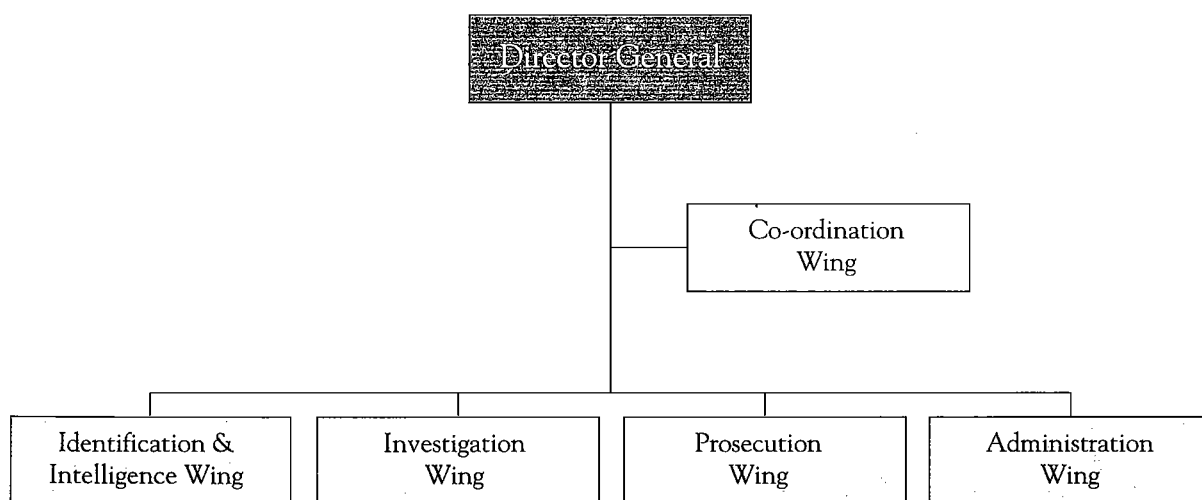 Director General
Co-ordination
Wing
Identification &
Intelligence Wing
Investigation
Wing
Prosecution
Wing
Administration
Wing